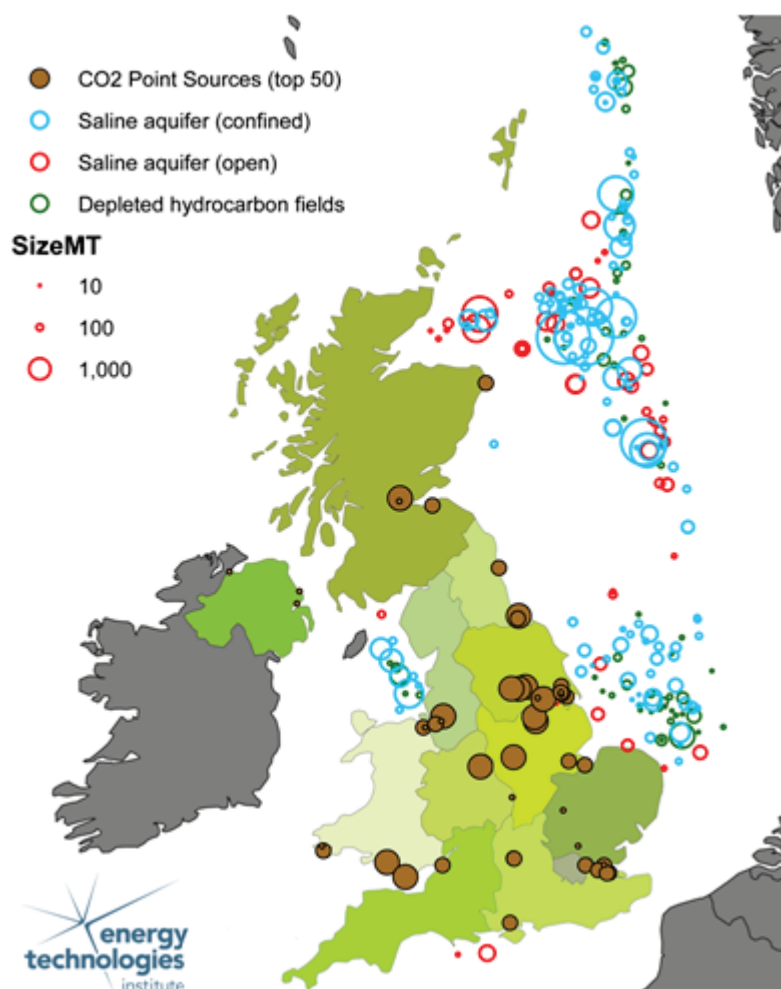 CO2 Point Sources (top 50)
Saline aquifer (confined)
Saline aquifer (open)
Depleted hydrocarbon fields
SizeMT
10
100
1,000
energy
technologies
institute